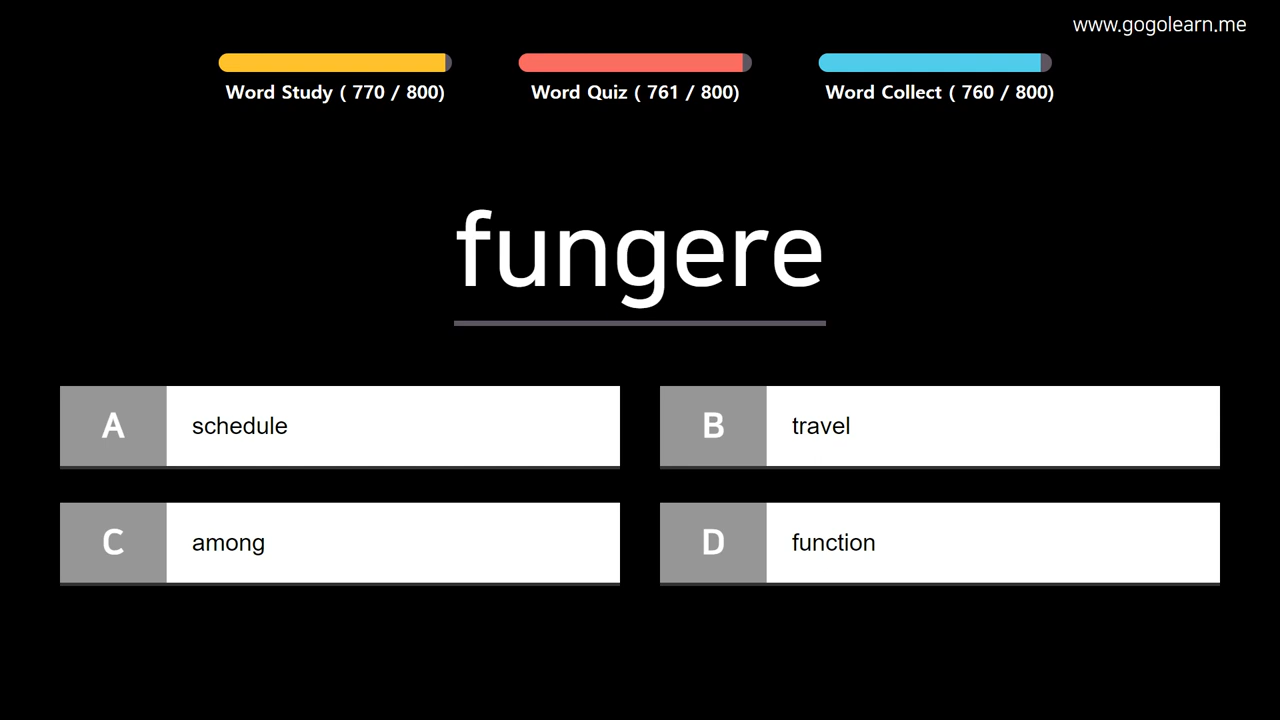 www.gogolearn.me
Word Study ( 770 / 800)
Word Quiz ( 761 / 800)
Word Collect ( 760 / 800)
fungere
A schedule
B travel
C among
D function